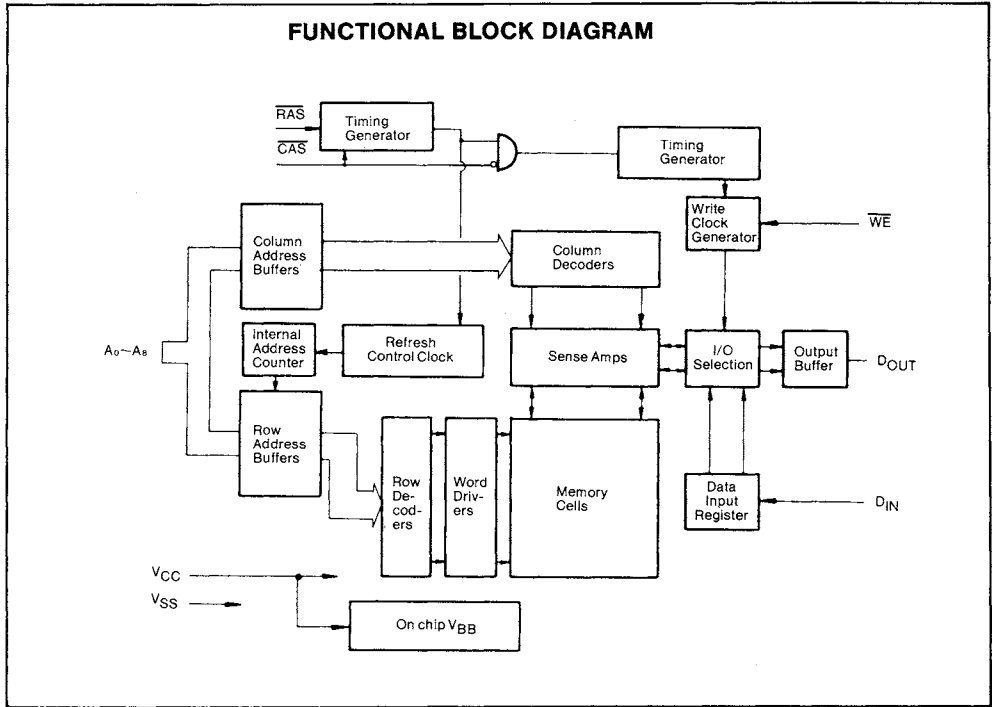 FUNCTIONAL BLOCK DIAGRAM
RAS
CAS
Timing
Generator
Timing
Generator
Write
Clock
Generator
WE
Column
Address
Buffers
Column
Decoders
A0–A8
Internal
Address
Counter
Refresh
Control Clock
Sense Amps
I/O
Selection
Output
Buffer
DOUT
Row
Address
Buffers
Row
De-
cod-
ers
Word
Driv-
ers
Memory
Cells
Data
Input
Register
DIN
VCC
VSS
On chip VBB